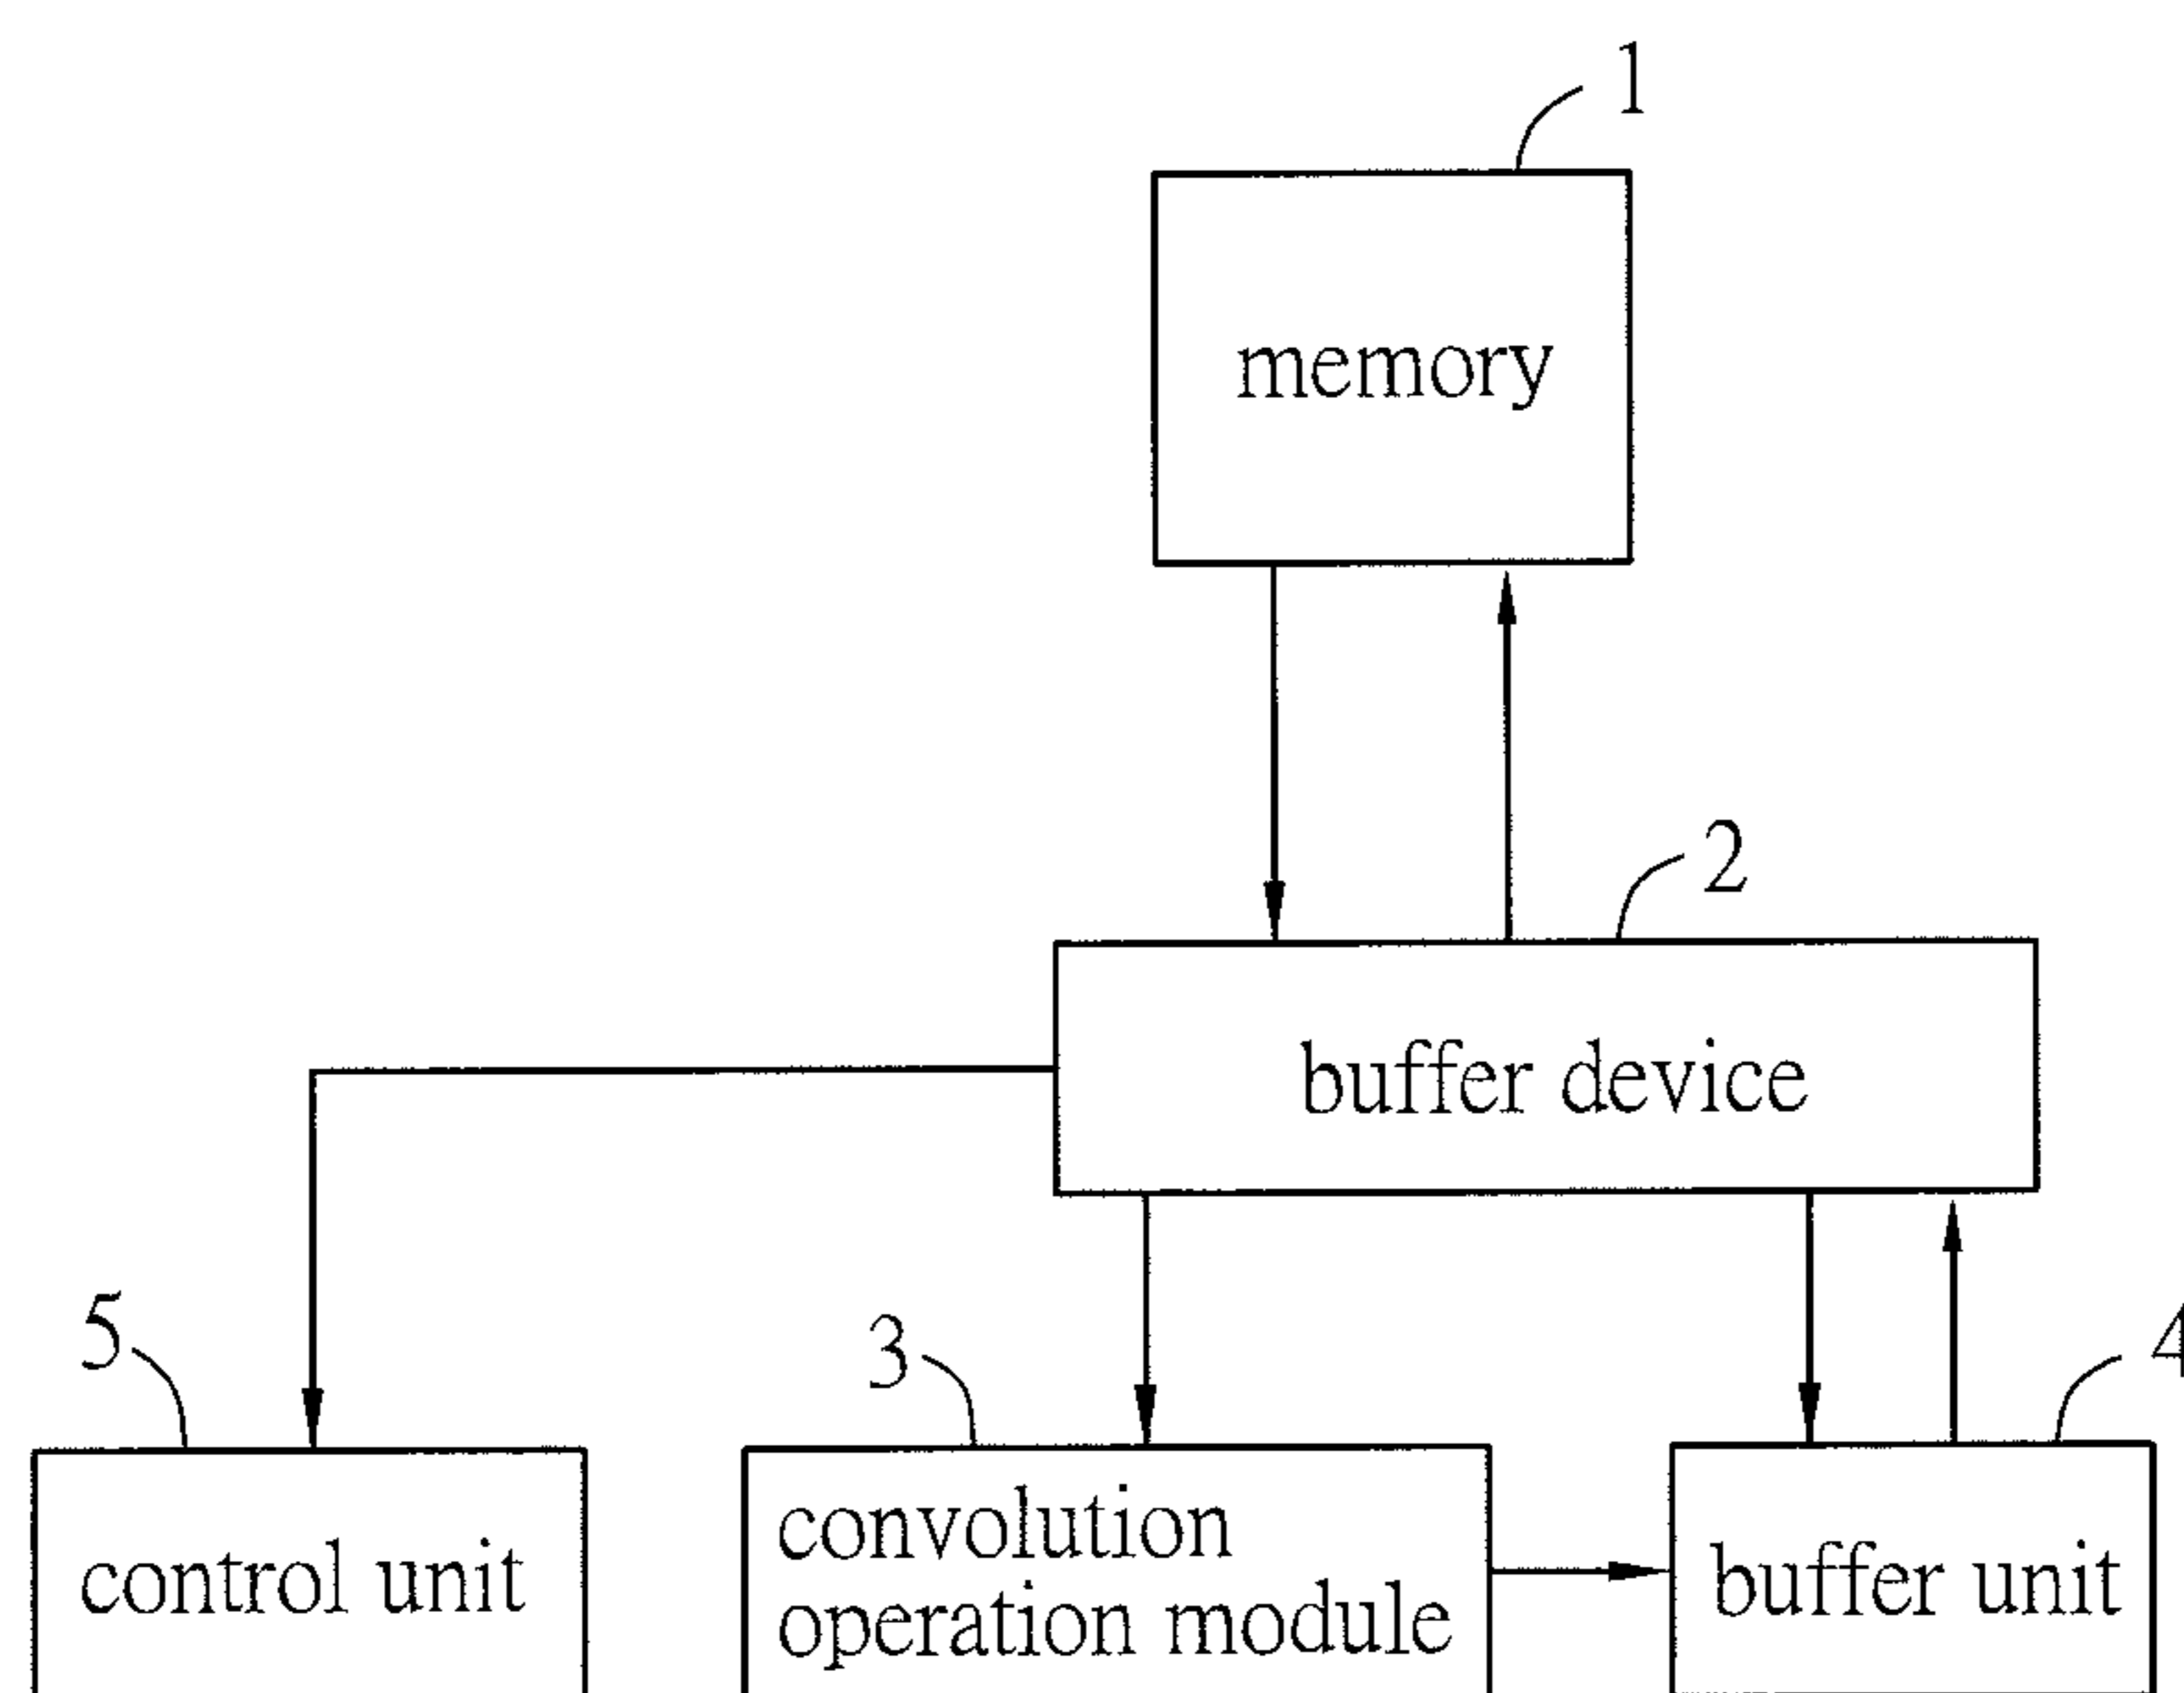 1
memory
2
buffer device
5
3
4
control unit
convolution
operation module
buffer unit